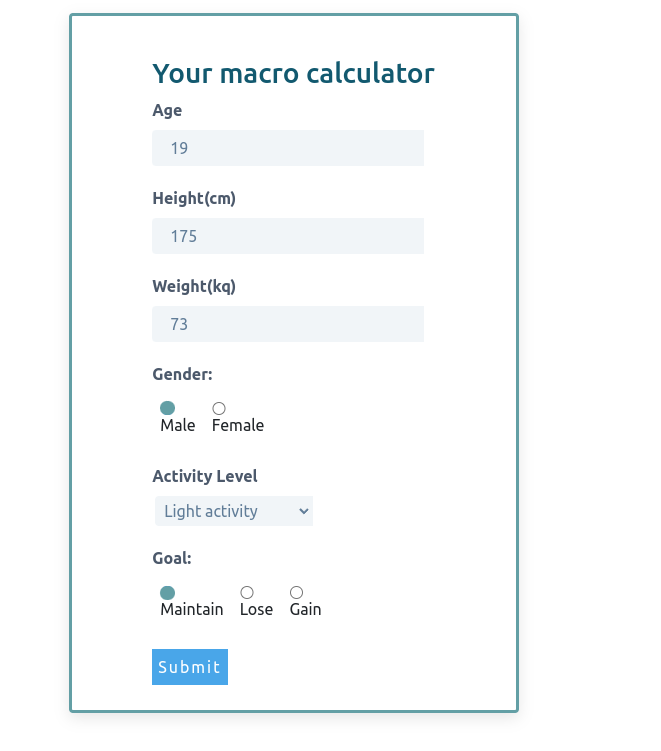 Your macro calculator
Age
19
Height(cm)
175
Weight(kq)
73
Gender:
Male Female
Activity Level
Light activity
Goal:
Maintain Lose Gain
Submit